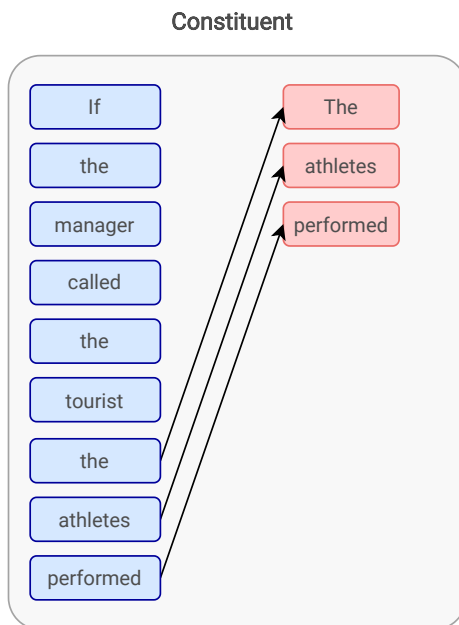 Constituent
If
the
manager
called
the
tourist
the
athletes
performed
The
athletes
performed